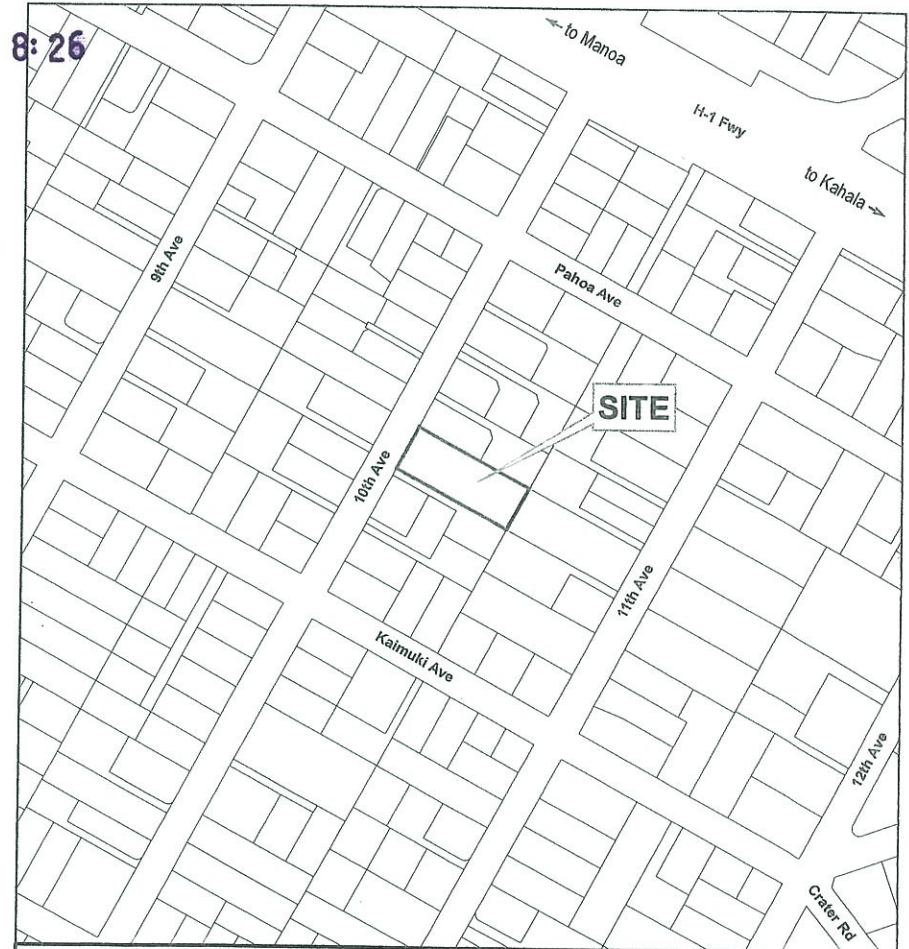 8:26
← to Manoa
H-1 Fwy
to Kahala →
9th Ave
Pahoa Ave
SITE
10th Ave
11th Ave
Kaimuki Ave
12th Ave
Crater Rd